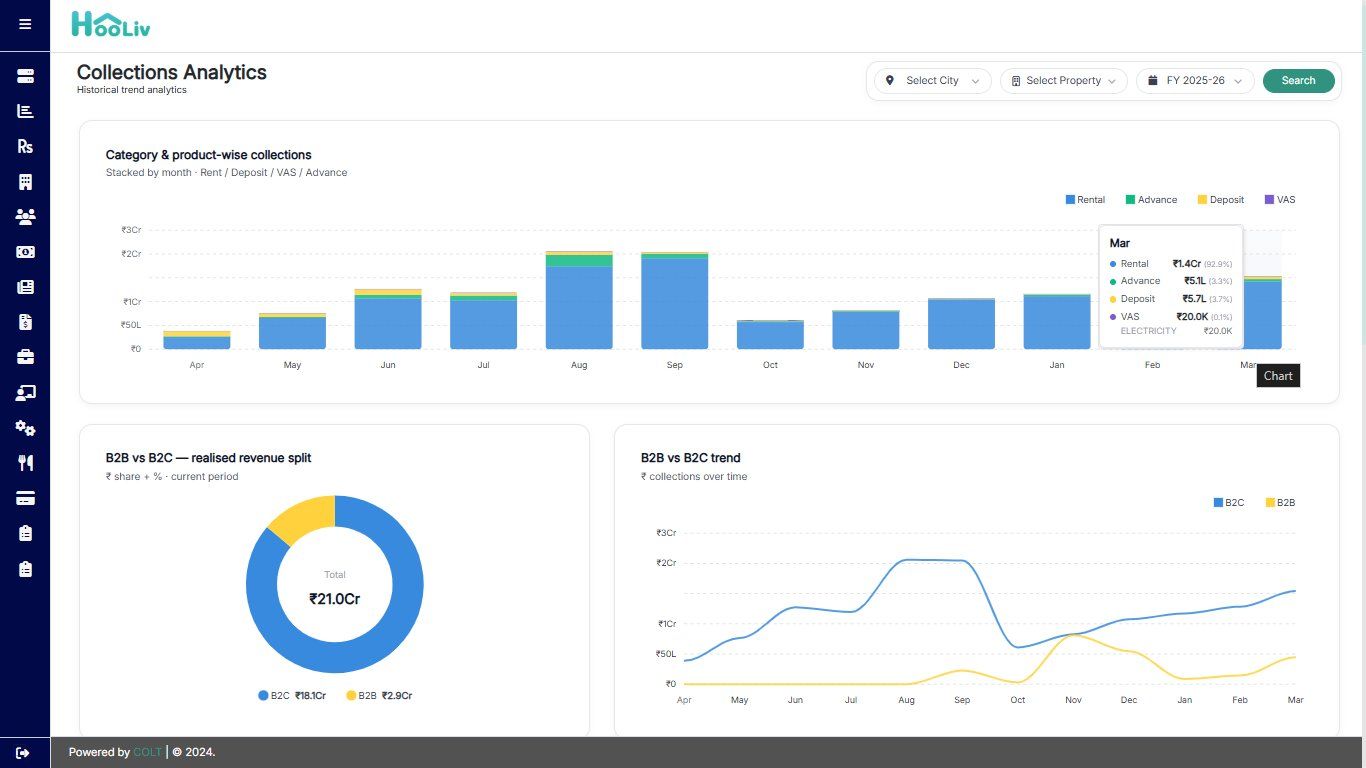 HooLiv
Collections Analytics
Historical trend analytics
Select City
Select Property
FY 2025-26
Search
Category & product-wise collections
Stacked by month · Rent / Deposit / VAS / Advance
Rental Advance Deposit VAS
₹3Cr
₹2Cr
₹1Cr
₹50L
₹0
Apr May Jun Jul Aug Sep Oct Nov Dec Jan Feb Mar
Mar
Rental ₹1.4Cr (92.9%)
Advance ₹5.1L (3.3%)
Deposit ₹5.7L (3.7%)
VAS ₹20.0K (0.1%)
ELECTRICITY ₹20.0K
Chart
B2B vs B2C — realised revenue split
₹ share + % · current period
Total
₹21.0Cr
B2C ₹18.1Cr B2B ₹2.9Cr
B2B vs B2C trend
₹ collections over time
B2C B2B
₹3Cr
₹2Cr
₹1Cr
₹50L
₹0
Apr May Jun Jul Aug Sep Oct Nov Dec Jan Feb Mar
Rs
Powered by COLT | © 2024.